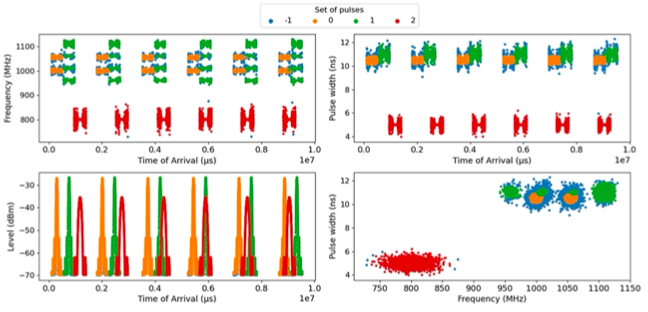 Set of pulses
-1 0 1 2
Frequency (MHz)
1100
1000
900
800
0.0 0.2 0.4 0.6 0.8 1.0
1e7
Time of Arrival (µs)
Pulse width (ns)
12
10
8
6
4
0.0 0.2 0.4 0.6 0.8 1.0
1e7
Time of Arrival (µs)
Level (dBm)
−30
−40
−50
−60
−70
0.0 0.2 0.4 0.6 0.8 1.0
1e7
Time of Arrival (µs)
Pulse width (ns)
12
10
8
6
4
750 800 850 900 950 1000 1050 1100 1150
Frequency (MHz)